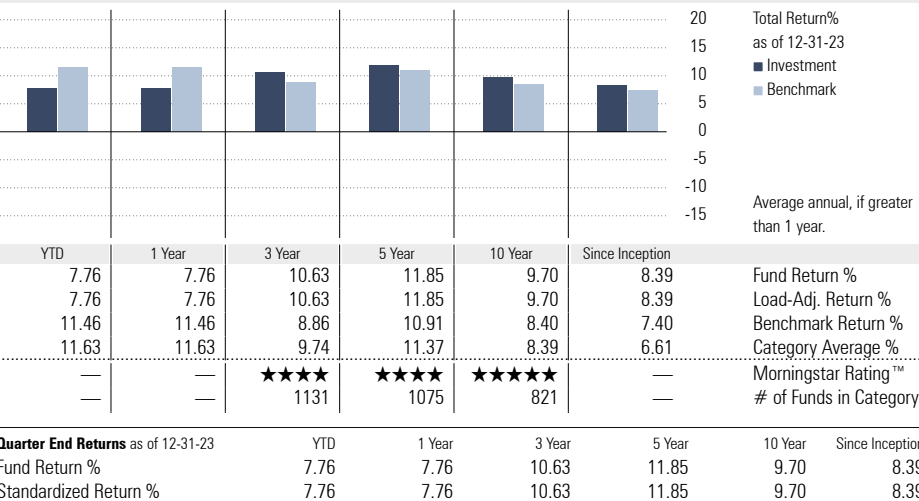 20 Total Return%
15 as of 12-31-23
10 ■ Investment
5 ■ Benchmark
0
-5
-10
-15
Average annual, if greater
than 1 year.
YTD 1 Year 3 Year 5 Year 10 Year Since Inception
7.76 7.76 10.63 11.85 9.70 8.39 Fund Return %
7.76 7.76 10.63 11.85 9.70 8.39 Load-Adj. Return %
11.46 11.46 8.86 10.91 8.40 7.40 Benchmark Return %
11.63 11.63 9.74 11.37 8.39 6.61 Category Average %
— — ★★★★ ★★★★ ★★★★★ — Morningstar Rating™
— — 1131 1075 821 — # of Funds in Category
Quarter End Returns as of 12-31-23 YTD 1 Year 3 Year 5 Year 10 Year Since Inception
Fund Return % 7.76 7.76 10.63 11.85 9.70 8.39
Standardized Return % 7.76 7.76 10.63 11.85 9.70 8.39